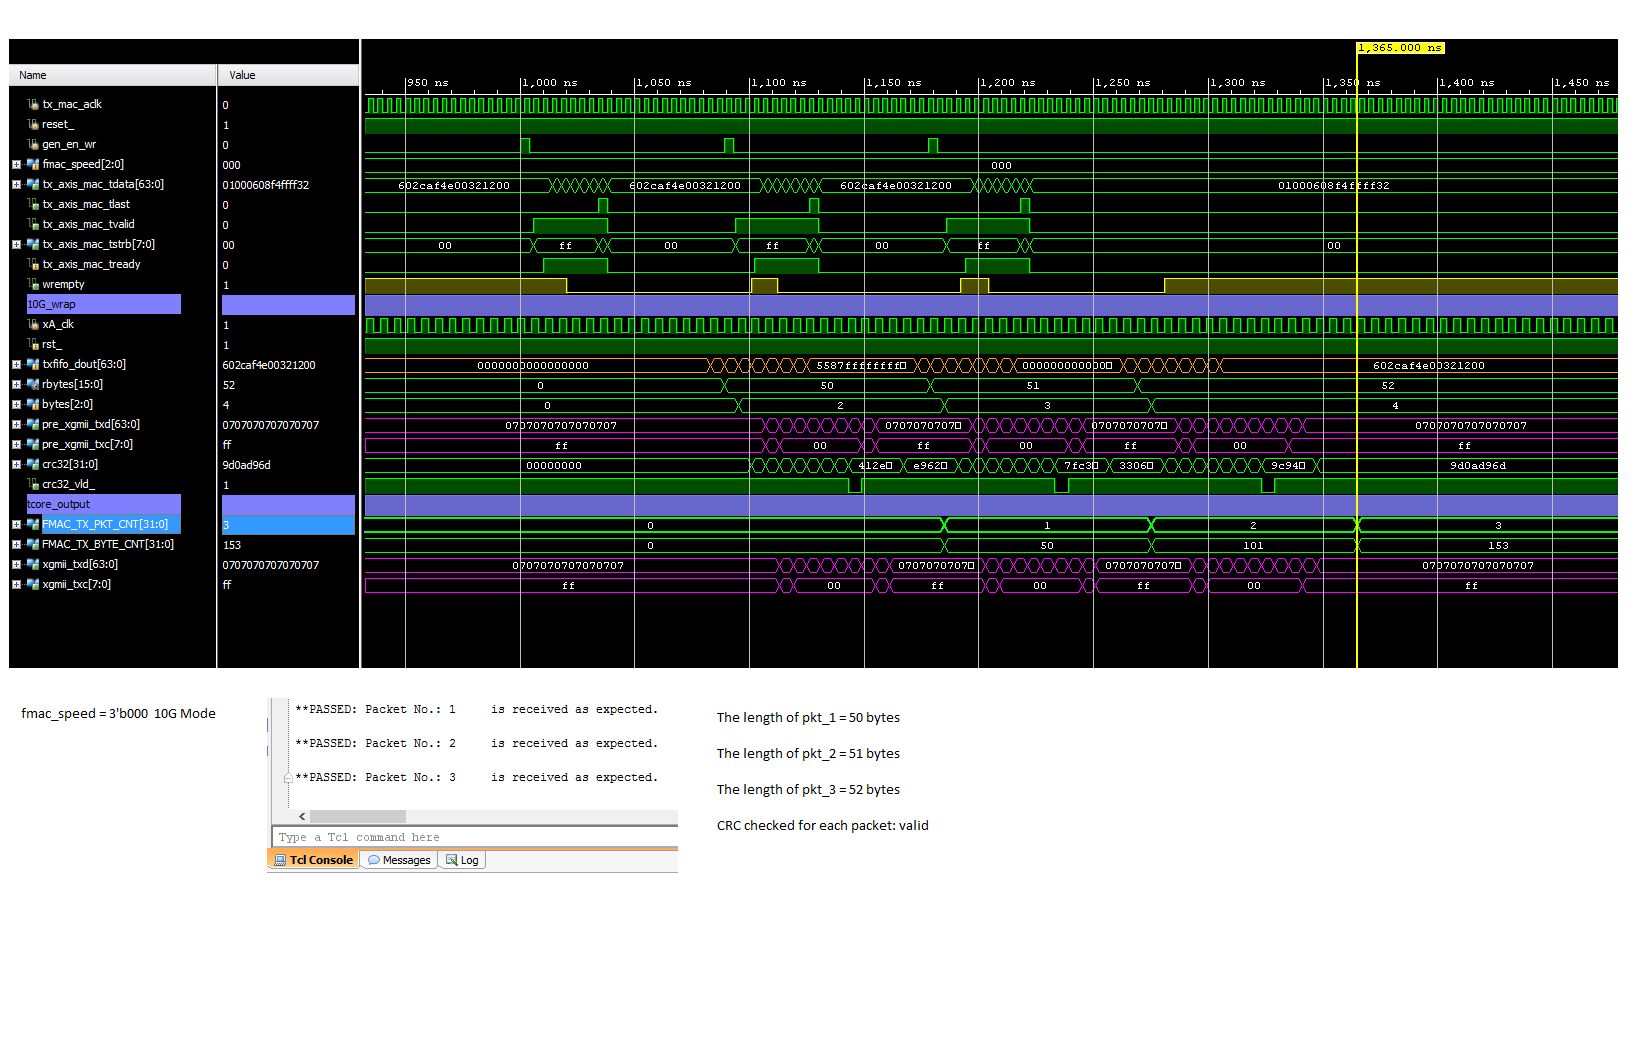 1,365.000 ns
Name Value 950 ns 1,000 ns 1,050 ns 1,100 ns 1,150 ns 1,200 ns 1,250 ns 1,300 ns 1,350 ns 1,400 ns 1,450 ns
tx_mac_aclk 0
reset_ 1
gen_en_wr 0
fmac_speed[2:0] 000 000
tx_axis_mac_tdata[63:0] 01000608f4ffff32 602caf4e00321200 602caf4e00321200 602caf4e00321200 01000608f4ffff32
tx_axis_mac_tlast 0
tx_axis_mac_tvalid 0
tx_axis_mac_tstrb[7:0] 00 00 ff 00 ff 00 ff 00
tx_axis_mac_tready 0
wrempty 1
10G_wrap
xA_clk 1
rst_ 1
txfifo_dout[63:0] 602caf4e00321200 0000000000000000 5587ffffffff□ 000000000000□ 602caf4e00321200
rbytes[15:0] 52 0 50 51 52
bytes[2:0] 4 0 2 3 4
pre_xgmii_txd[63:0] 0707070707070707 0707070707070707 0707070707□ 0707070707□ 0707070707070707
pre_xgmii_txc[7:0] ff ff 00 ff 00 ff 00 ff
crc32[31:0] 9d0ad96d 00000000 412e□ e962□ 7fc3□ 3306□ 9c94□ 9d0ad96d
crc32_vld_ 1
tcore_output
FMAC_TX_PKT_CNT[31:0] 3 0 1 2 3
FMAC_TX_BYTE_CNT[31:0] 153 0 50 101 153
xgmii_txd[63:0] 0707070707070707 0707070707070707 0707070707□ 0707070707□ 0707070707070707
xgmii_txc[7:0] ff ff 00 ff 00 ff 00 ff
fmac_speed = 3'b000 10G Mode
**PASSED: Packet No.: 1 is received as expected.
**PASSED: Packet No.: 2 is received as expected.
**PASSED: Packet No.: 3 is received as expected.
Type a Tcl command here
Tcl Console Messages Log
The length of pkt_1 = 50 bytes
The length of pkt_2 = 51 bytes
The length of pkt_3 = 52 bytes
CRC checked for each packet: valid